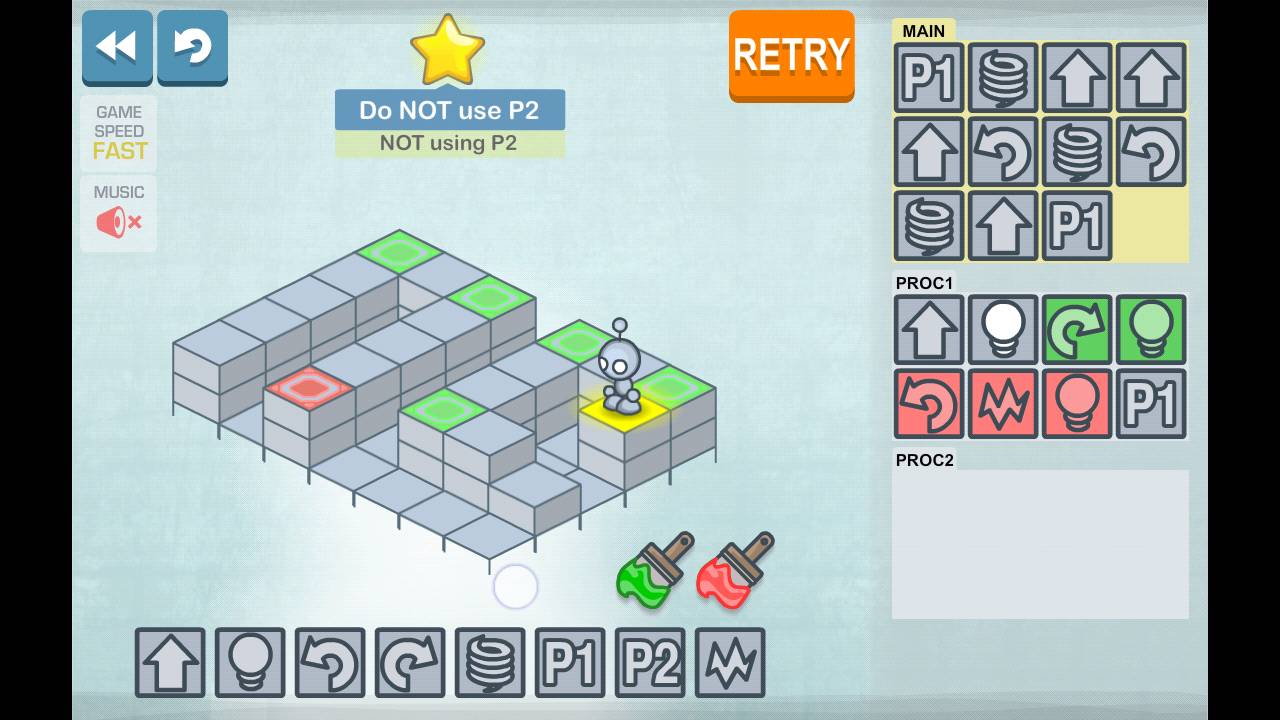 RETRY
Do NOT use P2
NOT using P2
GAME
SPEED
FAST
MUSIC
MAIN
P1
P1
PROC1
P1
PROC2
P1 P2